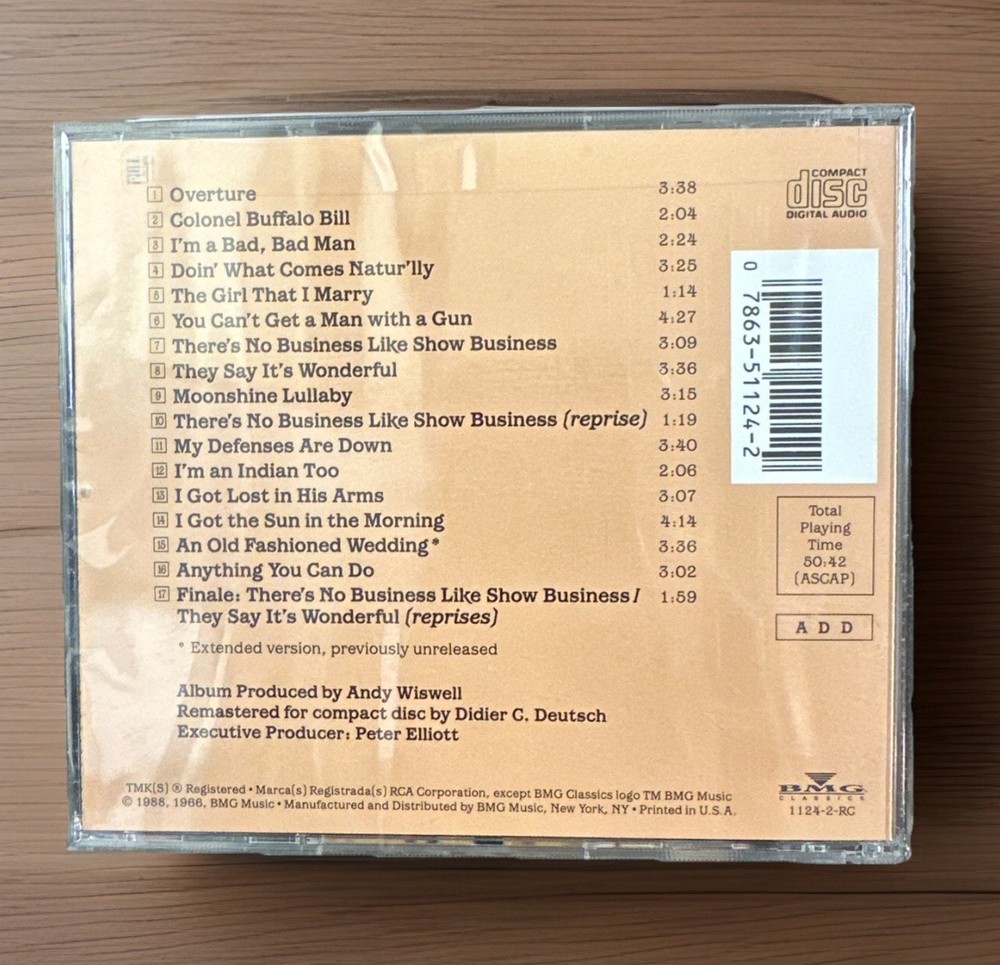 COMPACT
disc
DIGITAL AUDIO
1 Overture 3:38
2 Colonel Buffalo Bill 2:04
3 I'm a Bad, Bad Man 2:24
4 Doin' What Comes Natur'lly 3:25
5 The Girl That I Marry 1:14
6 You Can't Get a Man with a Gun 4:27
7 There's No Business Like Show Business 3:09
8 They Say It's Wonderful 3:36
9 Moonshine Lullaby 3:15
10 There's No Business Like Show Business (reprise) 1:19
11 My Defenses Are Down 3:40
12 I'm an Indian Too 2:06
13 I Got Lost in His Arms 3:07
14 I Got the Sun in the Morning 4:14
15 An Old Fashioned Wedding* 3:36
16 Anything You Can Do 3:02
17 Finale: There's No Business Like Show Business/ 1:59
They Say It's Wonderful (reprises)
* Extended version, previously unreleased
Album Produced by Andy Wiswell
Remastered for compact disc by Didier C. Deutsch
Executive Producer: Peter Elliott
TMK(S) ® Registered • Marca(s) Registrada(s) RCA Corporation, except BMG Classics logo TM BMG Music
© 1988, 1966, BMG Music • Manufactured and Distributed by BMG Music, New York, NY • Printed in U.S.A.
0 7863-51124-2
Total
Playing
Time
50:42
(ASCAP)
A D D
BMG
CLASSICS
1124-2-RG